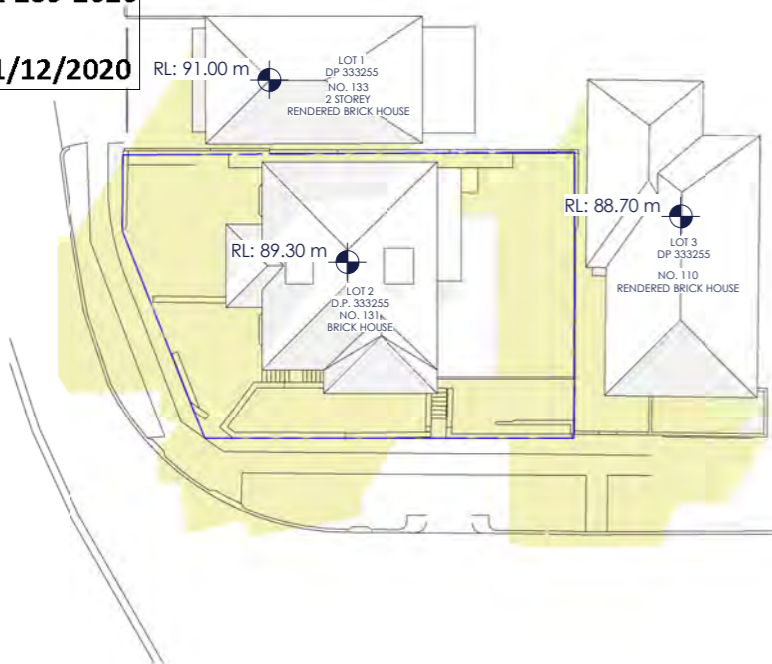 1/12/2020
RL: 91.00 m
LOT 1
DP 333255
NO. 133
2 STOREY
RENDERED BRICK HOUSE
RL: 88.70 m
LOT 3
DP 333255
NO. 110
RENDERED BRICK HOUSE
RL: 89.30 m
LOT 2
D.P. 333255
NO. 131
BRICK HOUSE